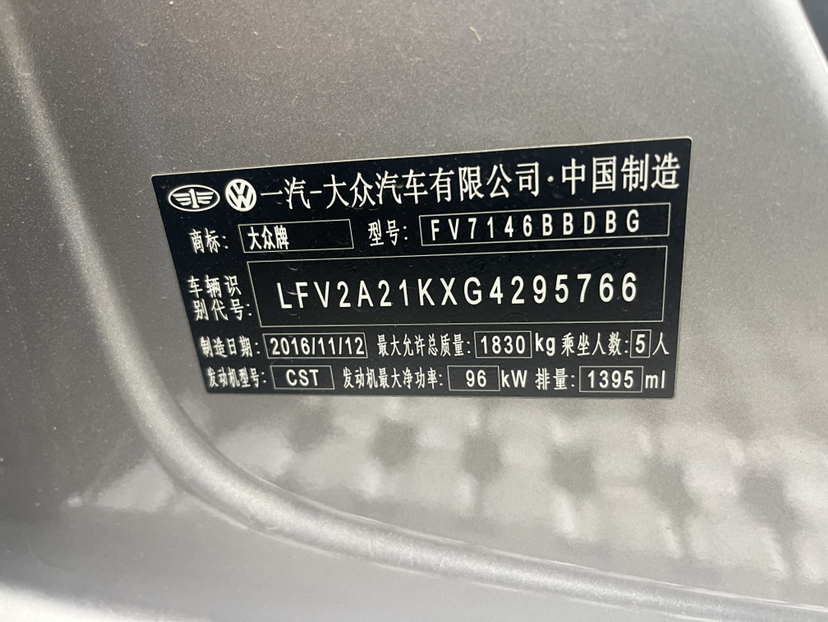 一汽-大众汽车有限公司·中国制造
商标: 大众牌 型号: FV7146BBDBG
车辆识别代号: LFV2A21KXG4295766
制造日期: 2016/11/12 最大允许总质量: 1830 kg 乘坐人数: 5 人
发动机型号: CST 发动机最大净功率: 96 kW 排量: 1395 ml